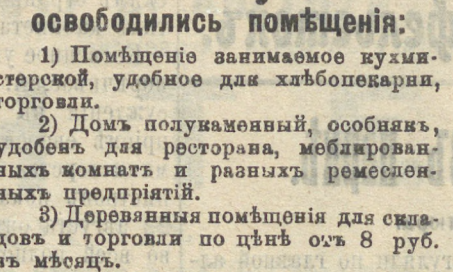 освободились помѣщенія:
1) Помѣщеніе занимаемое кухми-
стерской, удобное для хлѣбопекарни,
торговли.
2) Домъ полукаменный, особнякъ,
удобенъ для ресторана, меблирован-
ныхъ комнатъ и разныхъ ремеслен-
ныхъ предпріятій.
3) Деревянныя помѣщенія для скла-
довъ и торговли по цѣнѣ отъ 8 руб.
въ мѣсяцъ.